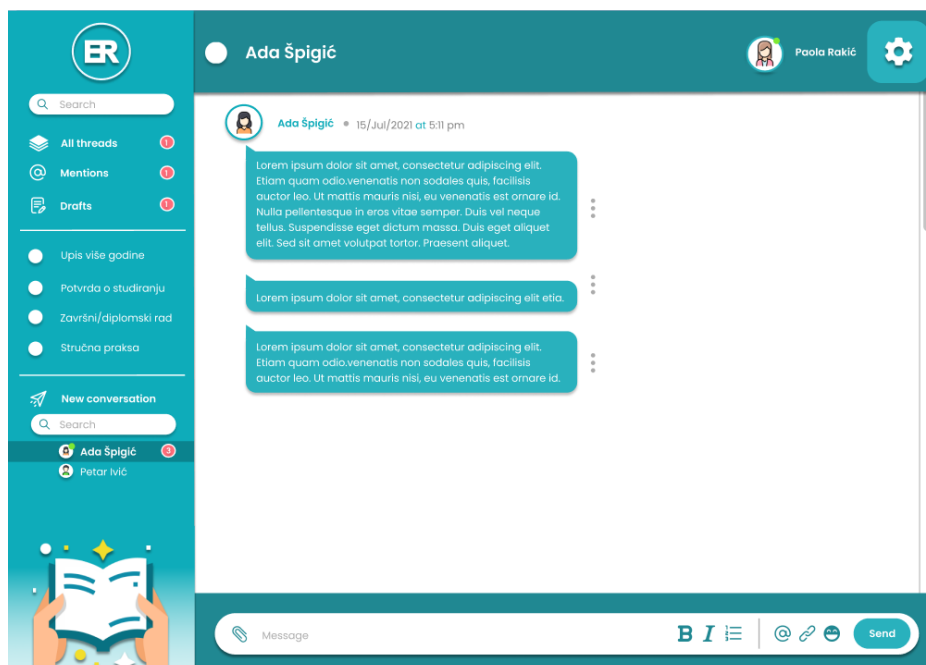 ER
Search
All threads 1
Mentions 1
Drafts 1
Upis više godine
Potvrda o studiranju
Završni/diplomski rad
Stručna praksa
New conversation
Search
Ada Špigić 3
Petar Ivić
Ada Špigić
Paola Rakić
Ada Špigić 15/Jul/2021 at 5:11 pm
Lorem ipsum dolor sit amet, consectetur adipiscing elit.
Etiam quam odio.venenatis non sodales quis, facilisis
auctor leo. Ut mattis mauris nisi, eu venenatis est ornare id.
Nulla pellentesque in eros vitae semper. Duis vel neque
tellus. Suspendisse eget dictum massa. Duis eget aliquet
elit. Sed sit amet volutpat tortor. Praesent aliquet.
Lorem ipsum dolor sit amet, consectetur adipiscing elit etia.
Lorem ipsum dolor sit amet, consectetur adipiscing elit.
Etiam quam odio.venenatis non sodales quis, facilisis
auctor leo. Ut mattis mauris nisi, eu venenatis est ornare id.
Message B I Send